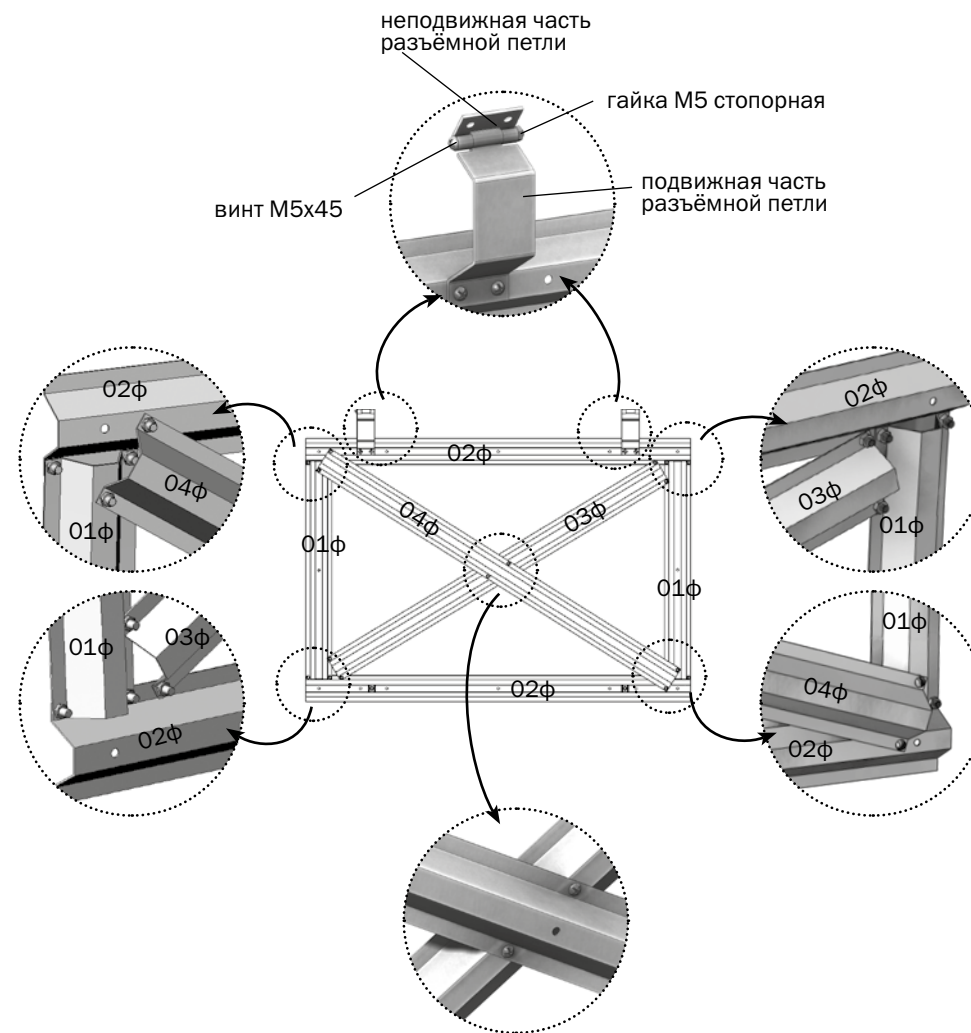 неподвижная часть
разъёмной петли
гайка М5 стопорная
винт М5х45
подвижная часть
разъёмной петли
02ф
04ф
01ф
02ф
03ф
01ф
02ф
04ф
03ф
01ф
01ф
02ф
01ф
03ф
02ф
01ф
04ф
02ф